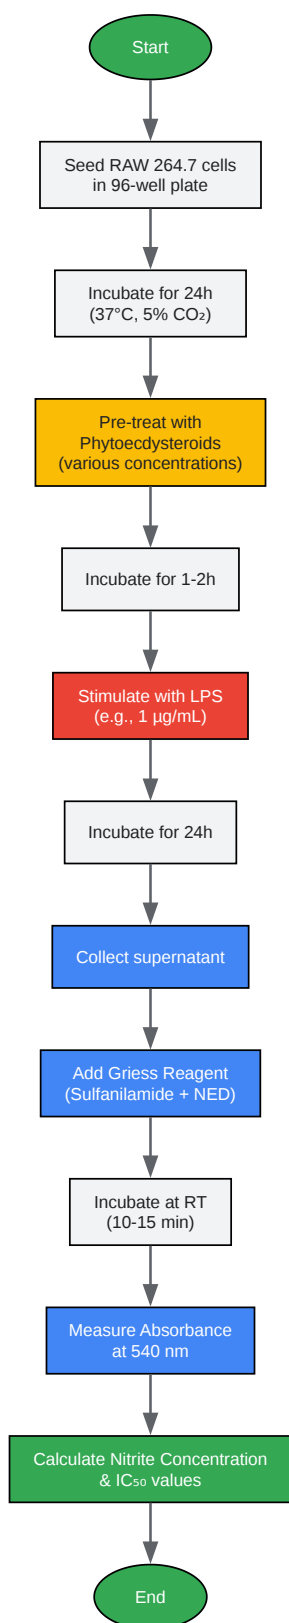 Start
Seed RAW 264.7 cells
in 96-well plate
Incubate for 24h
(37°C, 5% CO₂)
Pre-treat with
Phytoecdysteroids
(various concentrations)
Incubate for 1-2h
Stimulate with LPS
(e.g., 1 µg/mL)
Incubate for 24h
Collect supernatant
Add Griess Reagent
(Sulfanilamide + NED)
Incubate at RT
(10-15 min)
Measure Absorbance
at 540 nm
Calculate Nitrite Concentration
& IC₅₀ values
End